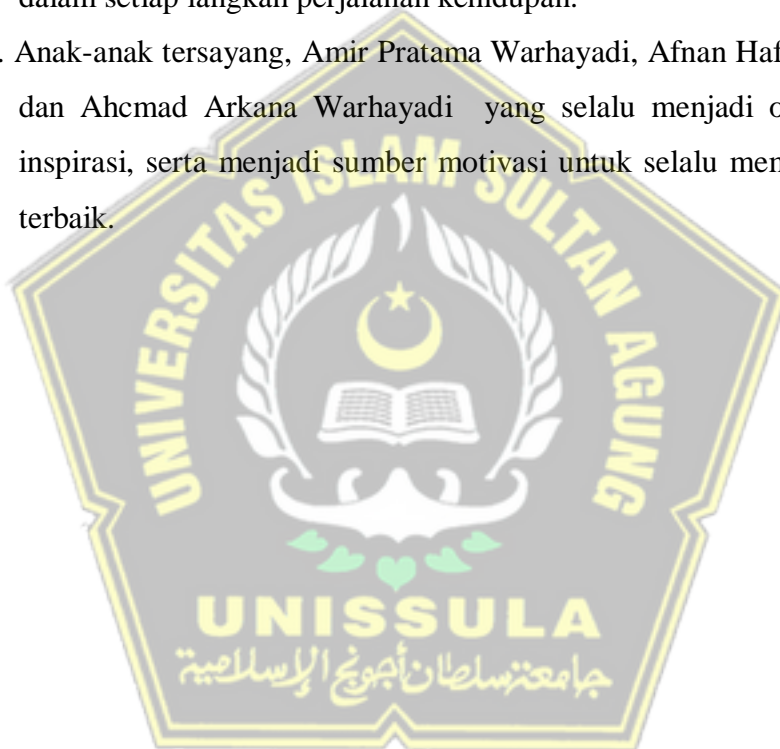 dalam setiap langkah perjalanan kehidupan.
. Anak-anak tersayang, Amir Pratama Warhayadi, Afnan Haf
dan Ahcmad Arkana Warhayadi yang selalu menjadi
inspirasi, serta menjadi sumber motivasi untuk selalu men
terbaik.
UNIVERSITAS ISLAM SULTAN AGUNG
UNISSULA
جامعة سلطان أجونج الإسلامية